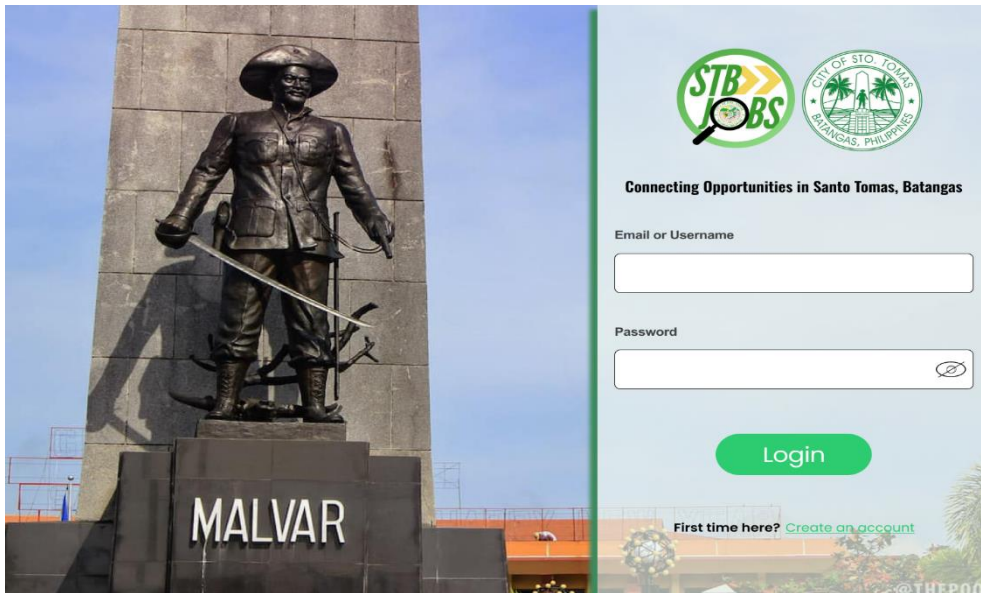 MALVAR
STB
JOBS
CITY OF STO. TOMAS
BATANGAS, PHILIPPINES
Connecting Opportunities in Santo Tomas, Batangas
Email or Username
Password
Login
First time here? Create an account